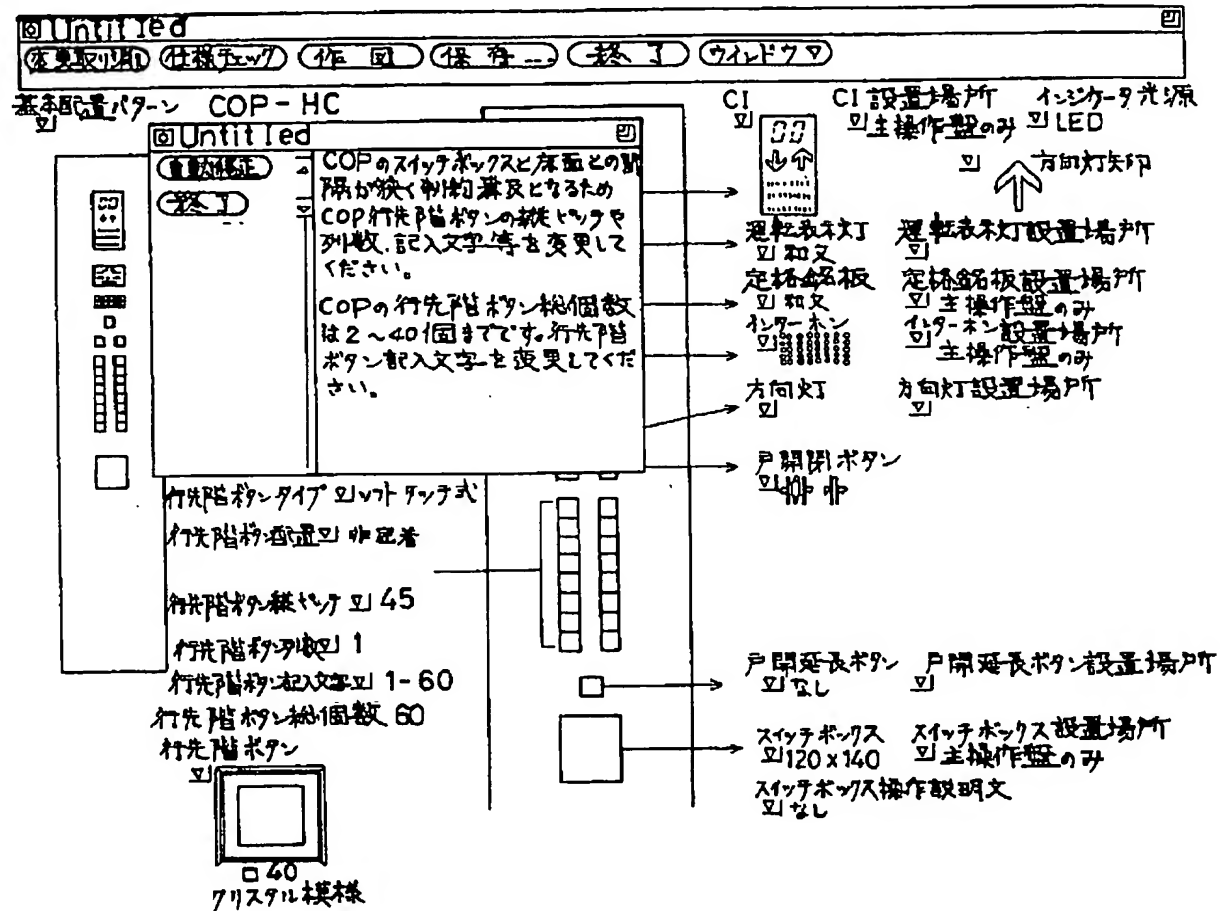 Untitled
変更取り消し 仕様チェック 作 図 保 存... 終 了 ウインドウ▽
基本配置パターン COP-HC
CI CI設置場所 インジケータ光源
主操作盤のみ LED
方向灯矢印
Untitled
自動修正
終了
COPのスイッチボックスと床面との間
隔が狭く制約違反となるため
COP行先階ボタンの縦ピッチや
列数、記入文字等を変更して
ください。
COPの行先階ボタン総個数
は2～40個までです。行先階
ボタン記入文字を変更してくだ
さい。
運転表示灯 運転表示灯設置場所
和文
定格銘板 定格銘板設置場所
和文 主操作盤のみ
インターホン インターホン設置場所
主操作盤のみ
方向灯 方向灯設置場所
戸開閉ボタン
行先階ボタンタイプ ソフトタッチ式
行先階ボタン配置 非千鳥
行先階ボタン縦ピッチ 45
行先階ボタン列数 1
行先階ボタン記入文字 1-60
行先階ボタン総個数 60
行先階ボタン
□40
クリスタル模様
戸開延長ボタン 戸開延長ボタン設置場所
なし
スイッチボックス スイッチボックス設置場所
120x140 主操作盤のみ
スイッチボックス操作説明文
なし